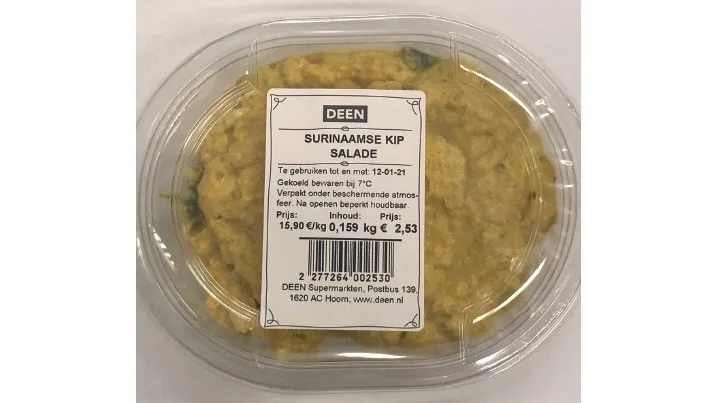 DEEN
SURINAAMSE KIP
SALADE
Te gebruiken tot en met: 12-01-21
Gekoeld bewaren bij 7°C
Verpakt onder beschermende atmos-
feer. Na openen beperkt houdbaar.
Prijs: Inhoud: Prijs:
15,90 €/kg 0,159 kg € 2,53
2 277264 002530
DEEN Supermarkten, Postbus 139,
1620 AC Hoorn, www.deen.nl